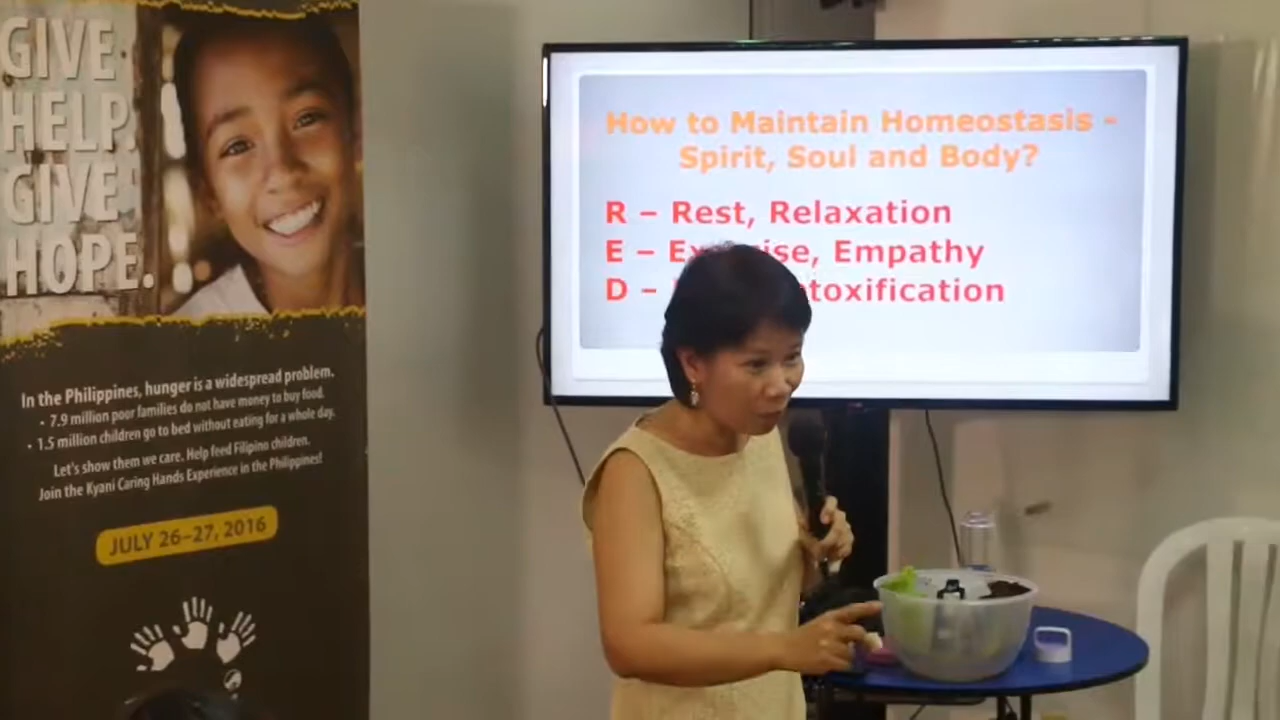 GIVE
HELP.
GIVE
HOPE.
In the Philippines, hunger is a widespread problem.
• 7.9 million poor families do not have money to buy food.
• 1.5 million children go to bed without eating for a whole day.
Let's show them we care. Help feed Filipino children.
Join the Kyani Caring Hands Experience in the Philippines!
JULY 26–27, 2016
How to Maintain Homeostasis -
Spirit, Soul and Body?
R – Rest, Relaxation
E – Empathy
D –